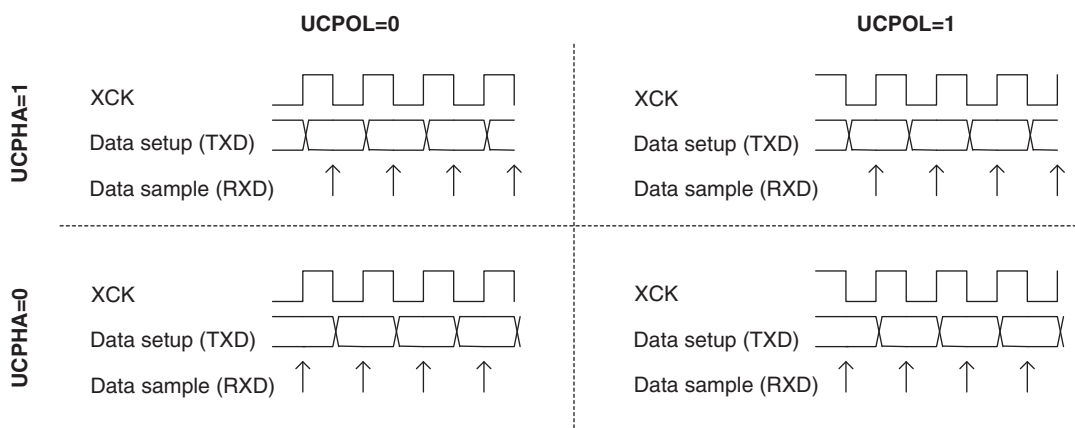 UCPOL=0
UCPOL=1
UCPHA=1
XCK
Data setup (TXD)
Data sample (RXD)
XCK
Data setup (TXD)
Data sample (RXD)
UCPHA=0
XCK
Data setup (TXD)
Data sample (RXD)
XCK
Data setup (TXD)
Data sample (RXD)